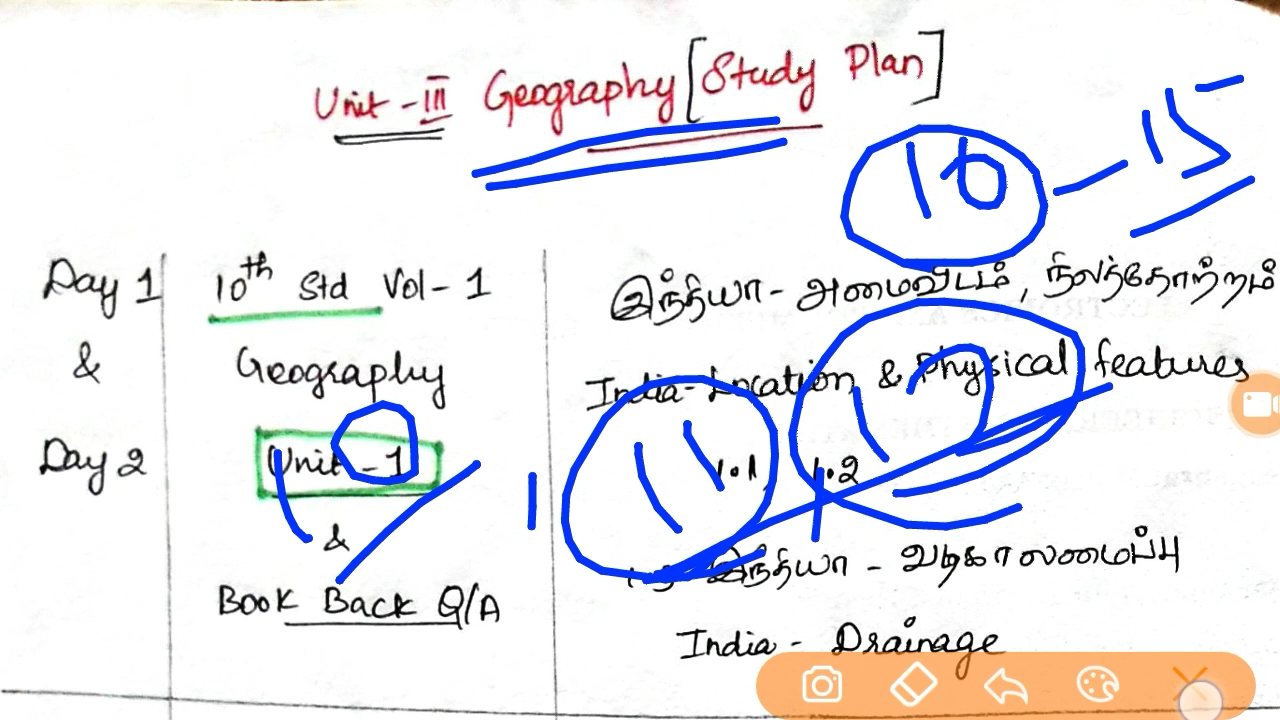 Unit - III Geography [Study Plan]
10 - 15
Day 1 10th Std Vol - 1 இந்தியா - அமைவிடம், நிலத்தோற்றம்
& Geography India - Location & Physical features
Day 2 Unit - 1 1.1, 1.2
11 12
& இந்தியா - வடிகாலமைப்பு
Book Back Q/A India - Drainage